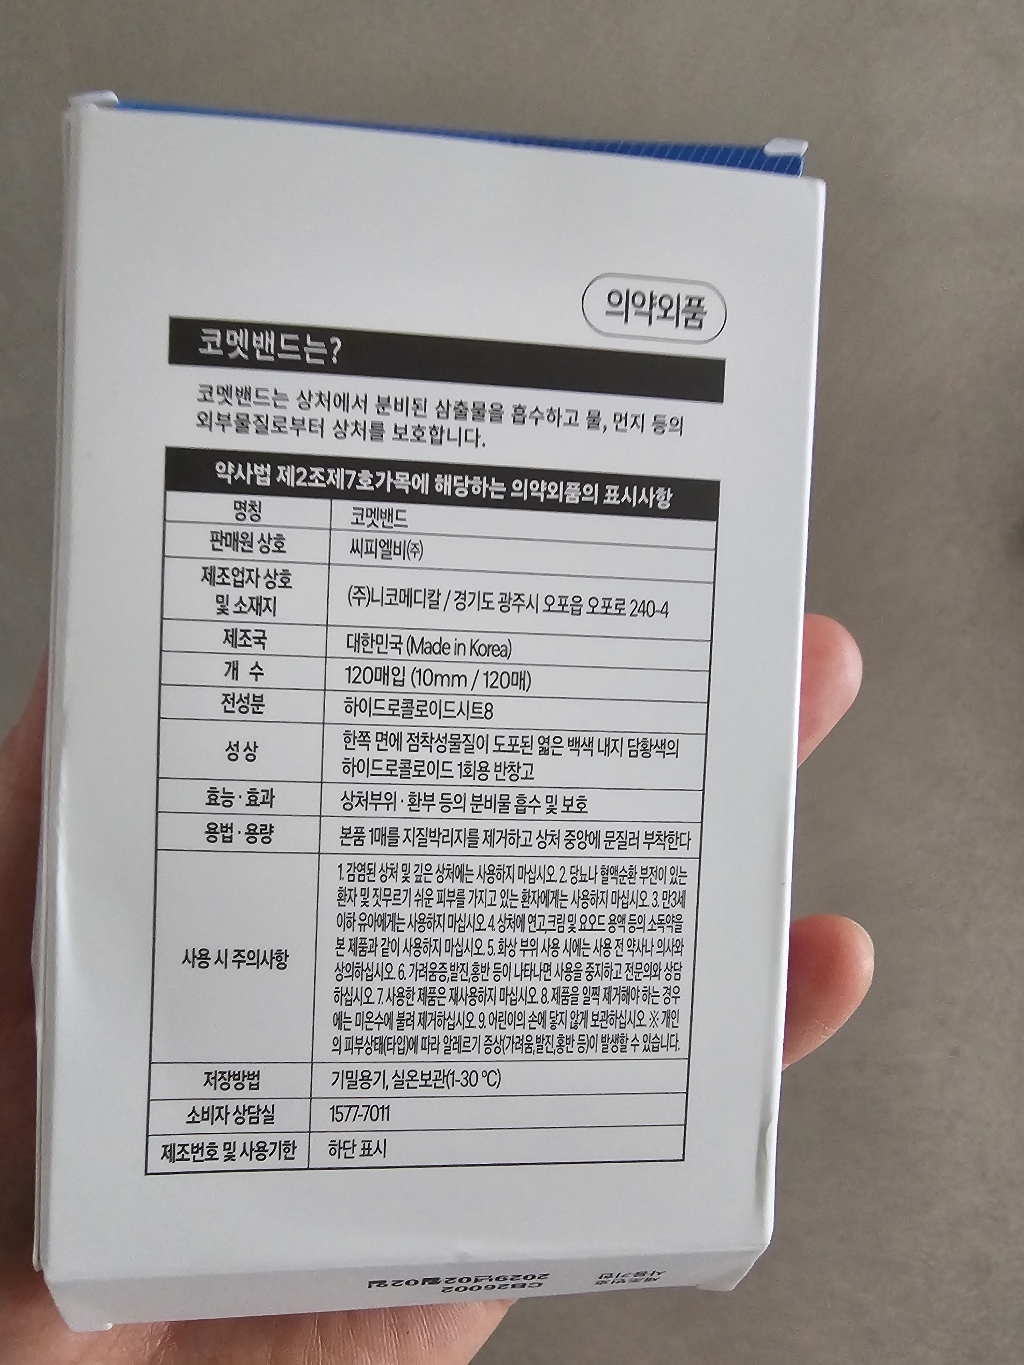 의약외품
코멧밴드는?
코멧밴드는 상처에서 분비된 삼출물을 흡수하고 물, 먼지 등의
외부물질로부터 상처를 보호합니다.
약사법 제2조제7호가목에 해당하는 의약외품의 표시사항
명칭 코멧밴드
판매원 상호 씨피엘비㈜
제조업자 상호
및 소재지 (주)니코메디칼 / 경기도 광주시 오포읍 오포로 240-4
제조국 대한민국 (Made in Korea)
개 수 120매입 (10mm / 120매)
전성분 하이드로콜로이드시트8
성상 한쪽 면에 점착성물질이 도포된 엷은 백색 내지 담황색의
하이드로콜로이드 1회용 반창고
효능·효과 상처부위·환부 등의 분비물 흡수 및 보호
용법·용량 본품 1매를 지질박리지를 제거하고 상처 중앙에 문질러 부착한다
사용 시 주의사항 1. 감염된 상처 및 깊은 상처에는 사용하지 마십시오. 2. 당뇨나 혈액순환 부전이 있는
환자 및 짓무르기 쉬운 피부를 가지고 있는 환자에게는 사용하지 마십시오. 3. 만3세
이하 유아에게는 사용하지 마십시오. 4. 상처에 연고,크림 및 요오드 용액 등의 소독약을
본 제품과 같이 사용하지 마십시오. 5. 화상 부위 사용 시에는 사용 전 약사나 의사와
상의하십시오. 6. 가려움증,발진,홍반 등이 나타나면 사용을 중지하고 전문의와 상담
하십시오. 7. 사용한 제품은 재사용하지 마십시오. 8. 제품을 일찍 제거해야 하는 경우
에는 미온수에 불려 제거하십시오. 9. 어린이의 손에 닿지 않게 보관하십시오. ※ 개인
의 피부상태(타입)에 따라 알레르기 증상(가려움,발진,홍반 등)이 발생할 수 있습니다.
저장방법 기밀용기, 실온보관(1-30 ℃)
소비자 상담실 1577-7011
제조번호 및 사용기한 하단 표시
제조번호 CB26002
사용기한 2029년02월02일